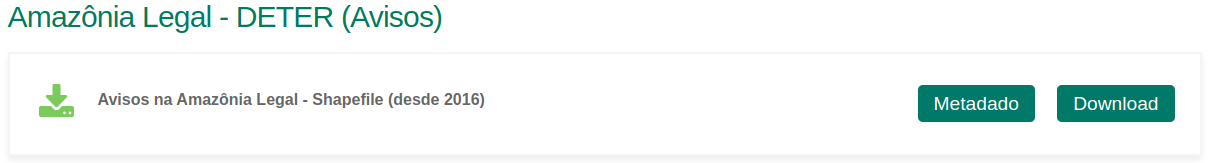 Amazônia Legal - DETER (Avisos)
Avisos na Amazônia Legal - Shapefile (desde 2016)
Metadado
Download